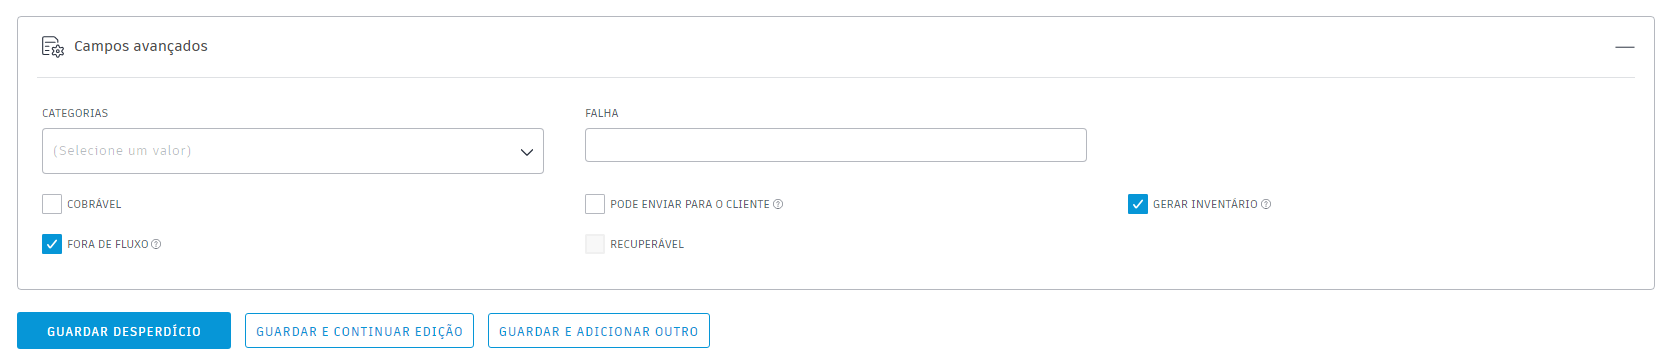 Campos avançados
CATEGORIAS
FALHA
(Selecione um valor)
COBRÁVEL
PODE ENVIAR PARA O CLIENTE ?
GERAR INVENTÁRIO ?
FORA DE FLUXO ?
RECUPERÁVEL
GUARDAR DESPERDÍCIO
GUARDAR E CONTINUAR EDIÇÃO
GUARDAR E ADICIONAR OUTRO